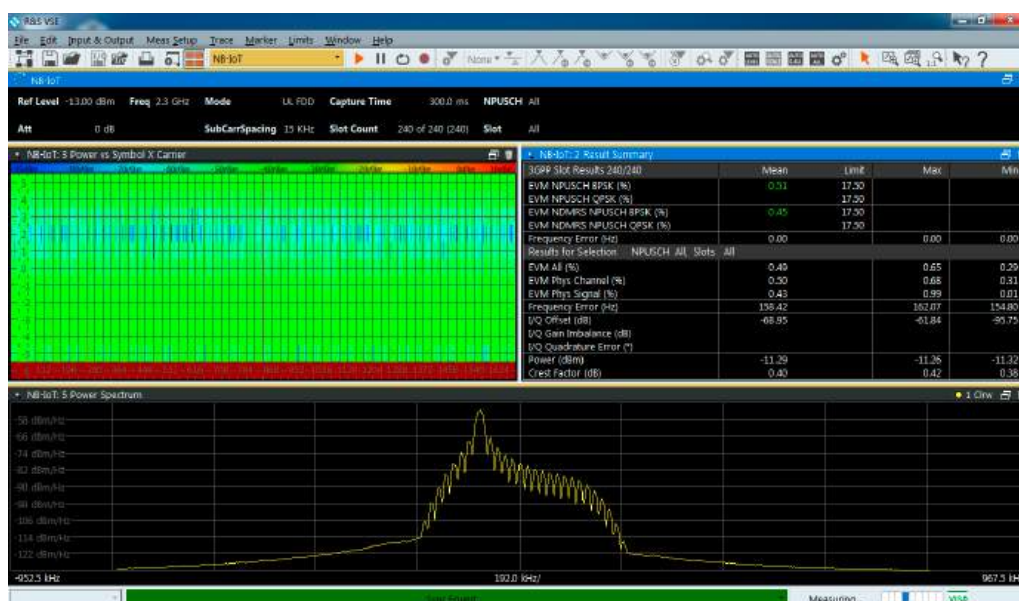 R&S VSE
File Edit Input & Output Meas Setup Trace Marker Limits Window Help
NB-IoT None
NB-IoT
Ref Level -13.00 dBm Freq 2.3 GHz Mode UL FDD Capture Time 300.0 ms NPUSCH All
Att 0 dB SubCarrSpacing 15 KHz Slot Count 240 of 240 (240) Slot All
NB-IoT: 3 Power vs Symbol X Carrier
NB-IoT: 2 Result Summary
3GPP Slot Results 240/240 Mean Limit Max Min
EVM NPUSCH BPSK (%) 0.51 17.50
EVM NPUSCH QPSK (%) 17.50
EVM NDMRS NPUSCH BPSK (%) 0.45 17.50
EVM NDMRS NPUSCH QPSK (%) 17.50
Frequency Error (Hz) 0.00 0.00 0.00
Results for Selection NPUSCH All, Slots All
EVM All (%) 0.49 0.65 0.29
EVM Phys Channel (%) 0.50 0.68 0.31
EVM Phys Signal (%) 0.43 0.99 0.01
Frequency Error (Hz) 158.42 162.07 154.80
I/Q Offset (dB) -68.95 -61.84 -95.75
I/Q Gain Imbalance (dB)
I/Q Quadrature Error (°)
Power (dBm) -11.29 -11.26 -11.32
Crest Factor (dB) 0.40 0.42 0.38
NB-IoT: 5 Power Spectrum 1 Clrw
-58 dBm/Hz
-66 dBm/Hz
-74 dBm/Hz
-82 dBm/Hz
-90 dBm/Hz
-98 dBm/Hz
-106 dBm/Hz
-114 dBm/Hz
-122 dBm/Hz
-952.5 kHz 192.0 kHz/ 967.5 kH
Measuring...